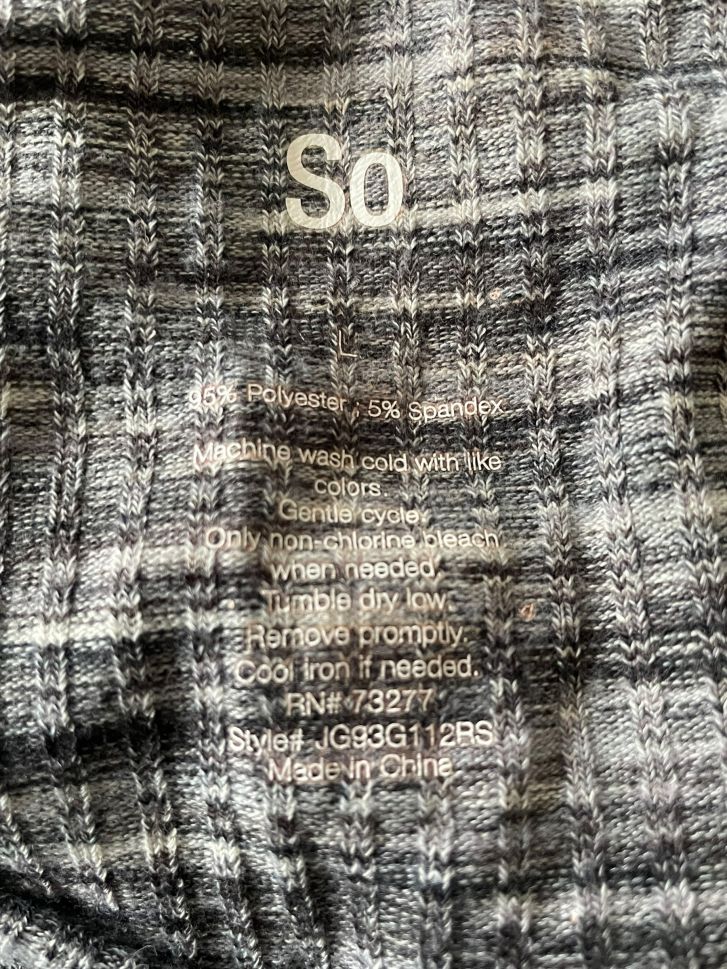 So
L
95% Polyester; 5% Spandex
Machine wash cold with like
colors.
Gentle cycle.
Only non-chlorine bleach
when needed.
Tumble dry low.
Remove promptly.
Cool iron if needed.
RN# 73277
Style# JG93G112RS
Made in China